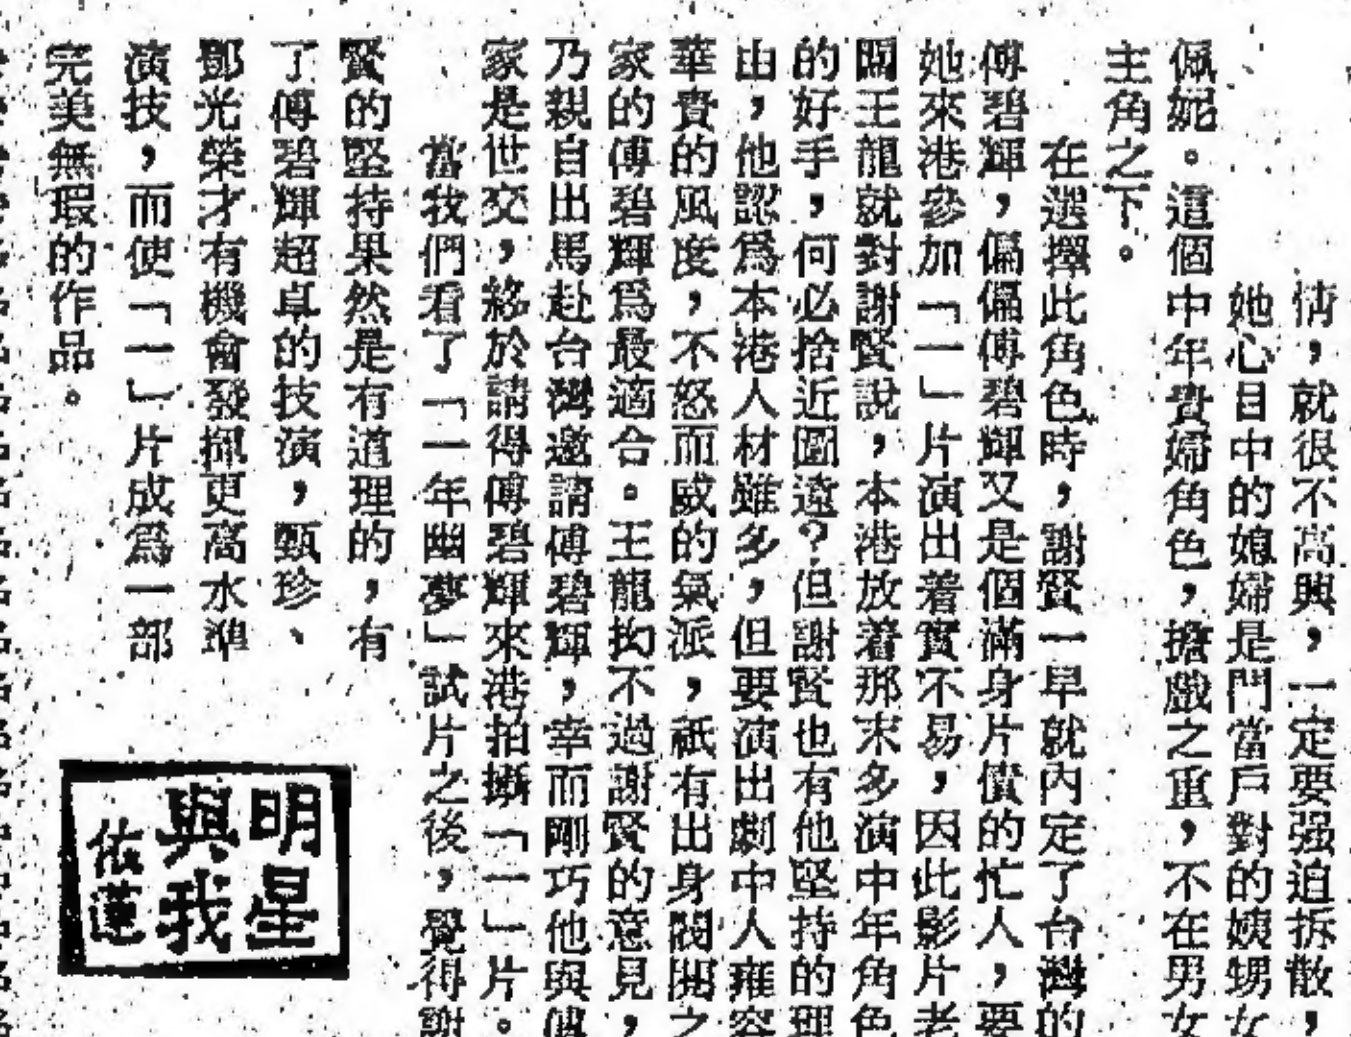 情，就很不高興，一定要强迫拆散，
她心目中的媳婦是門當戶對的姨甥女
佩妮。這個中年貴婦角色，擔戲之重，不在男女
主角之下。
在選擇此角色時，謝賢一早就內定了台灣的
傅碧輝，偏偏傅碧輝又是個滿身片債的忙人，要
她來港參加「一」片演出着實不易，因此影片老
闆王龍就對謝賢說，本港放着那末多演中年角色
的好手，何必捨近圖遠？但謝賢也有他堅持的理
由，他認爲本港人材雖多，但要演出劇中人雍容
華貴的風度，不怒而威的氣派，祇有出身閥閱之
家的傅碧輝爲最適合。王龍拗不過謝賢的意見，
乃親自出馬赴台灣邀請傅碧輝，幸而剛巧他與傅
家是世交，終於請得傅碧輝來港拍攝「一」片。
當我們看了「一年幽夢」試片之後，覺得謝
賢的堅持果然是有道理的，有
了傅碧輝超卓的技演，甄珍、
鄧光榮才有機會發揮更高水準
演技，而使「一」片成爲一部
完美無瑕的作品。
明星
與我
依蓮